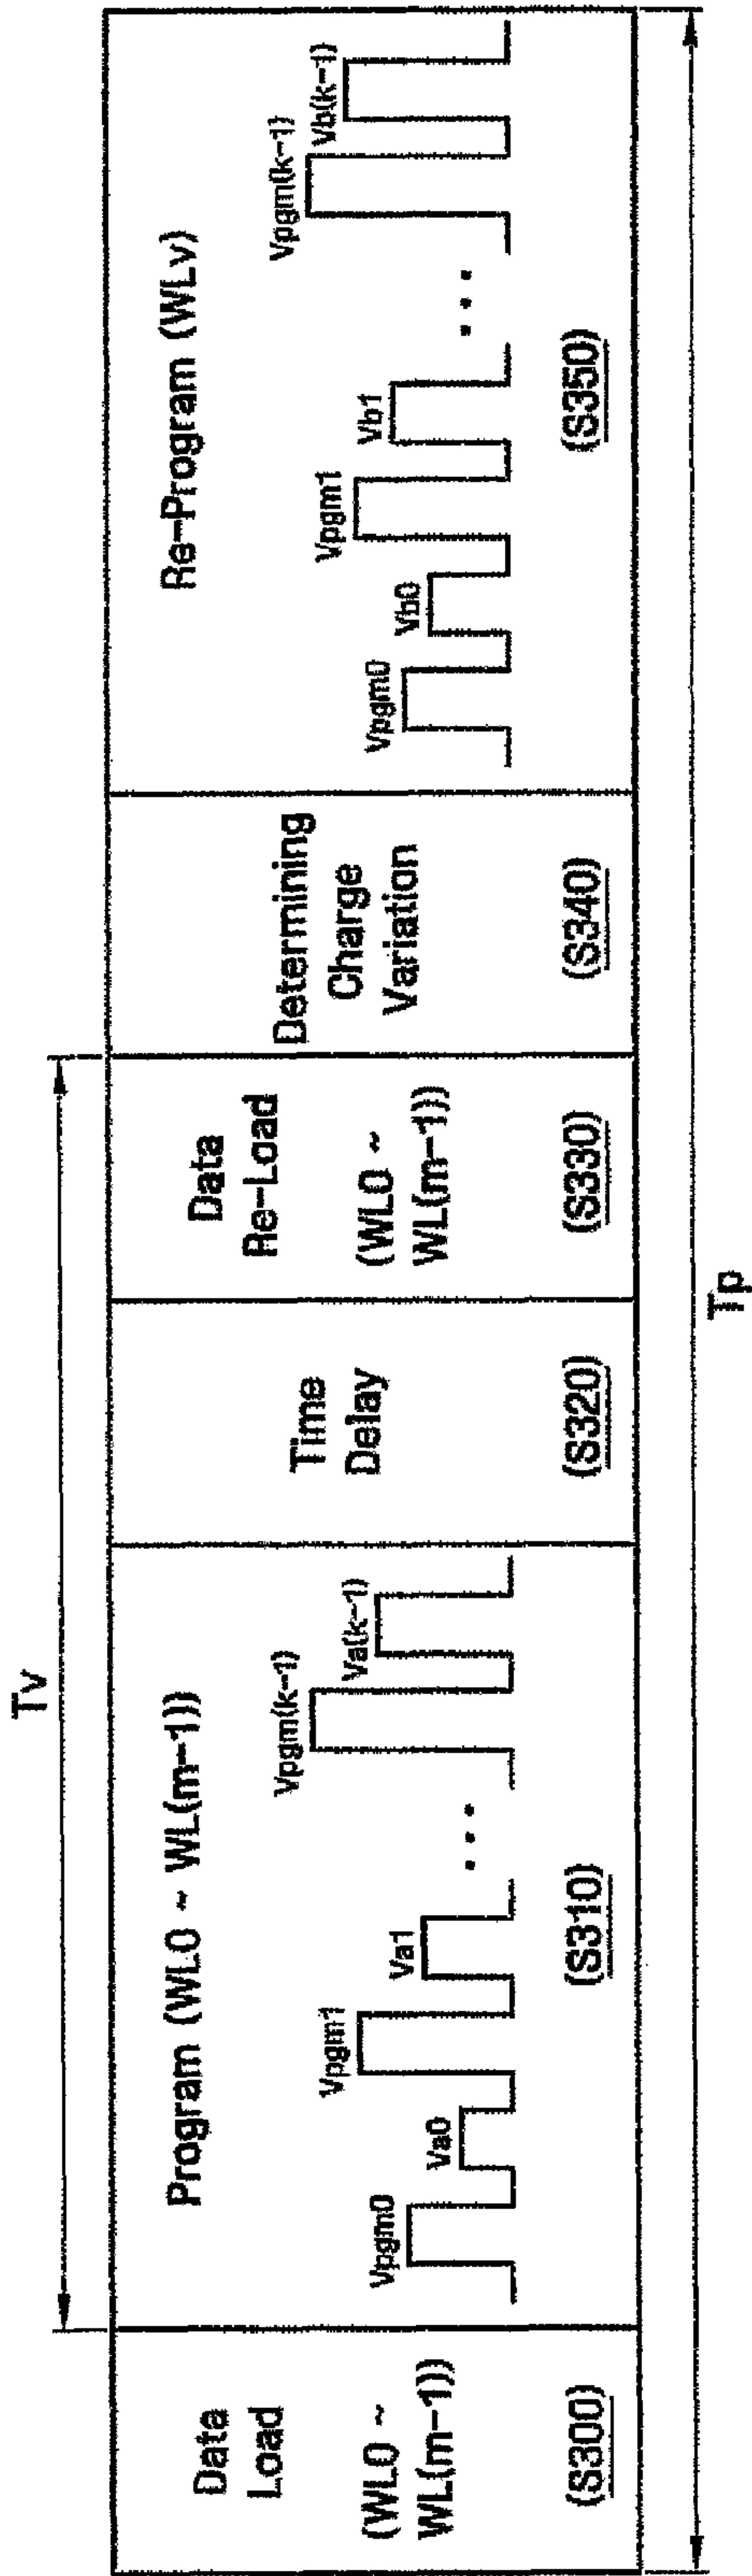 Tv
Data
Load
(WL0 ~
WL(m-1))
(S300)
Program (WL0 ~ WL(m-1))
Vpgm0
Va0
Vpgm1
Va1
...
Vpgm(k-1)
Va(k-1)
(S310)
Time
Delay
(S320)
Data
Re-Load
(WL0 ~
WL(m-1))
(S330)
Determining
Charge
Variation
(S340)
Re-Program (WLv)
Vpgm0
Vb0
Vpgm1
Vb1
...
Vpgm(k-1)
Vb(k-1)
(S350)
Tp